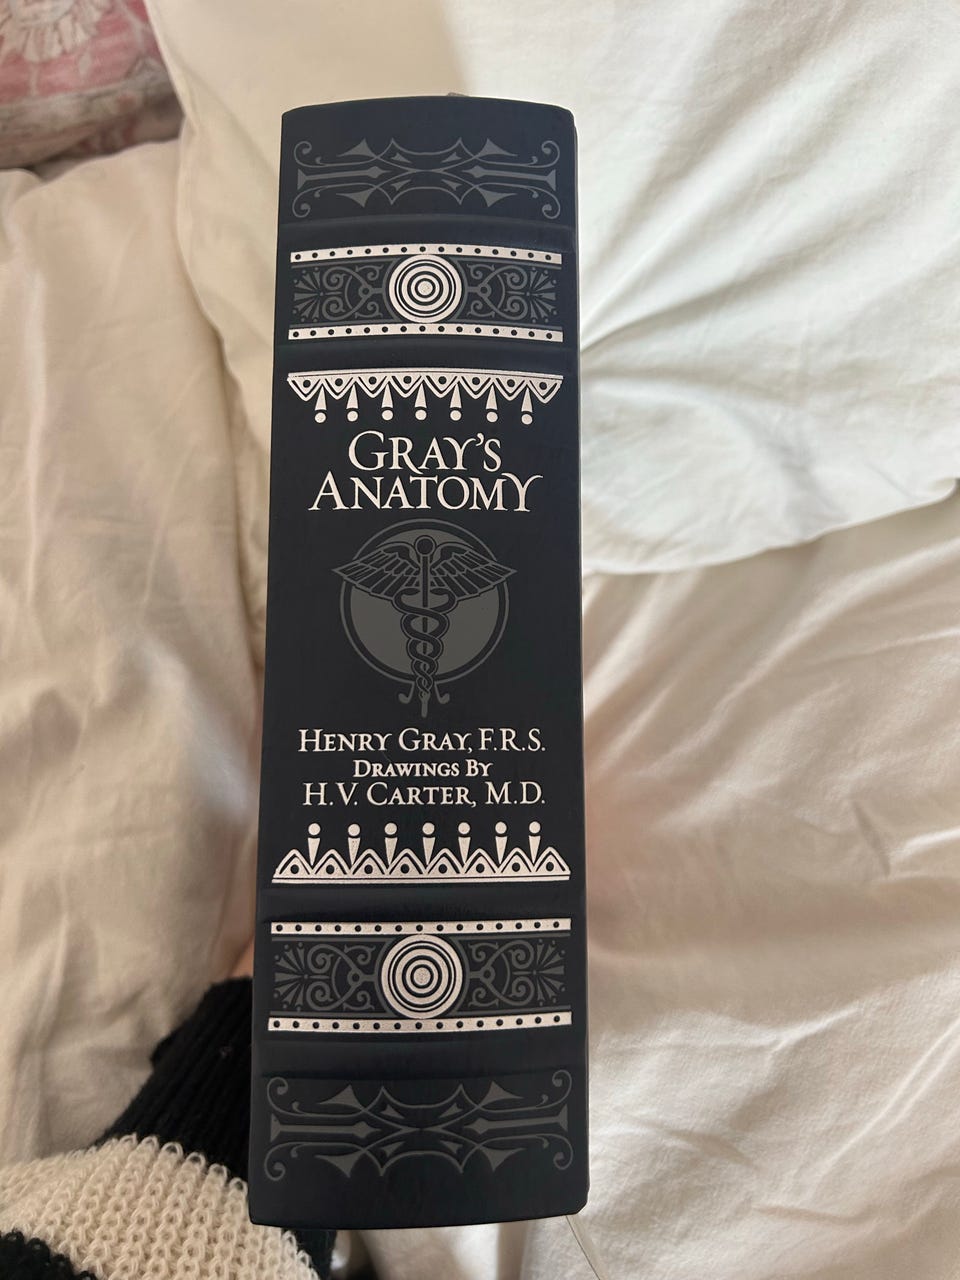 GRAY'S
ANATOMY
HENRY GRAY, F.R.S.
DRAWINGS BY
H.V. CARTER, M.D.